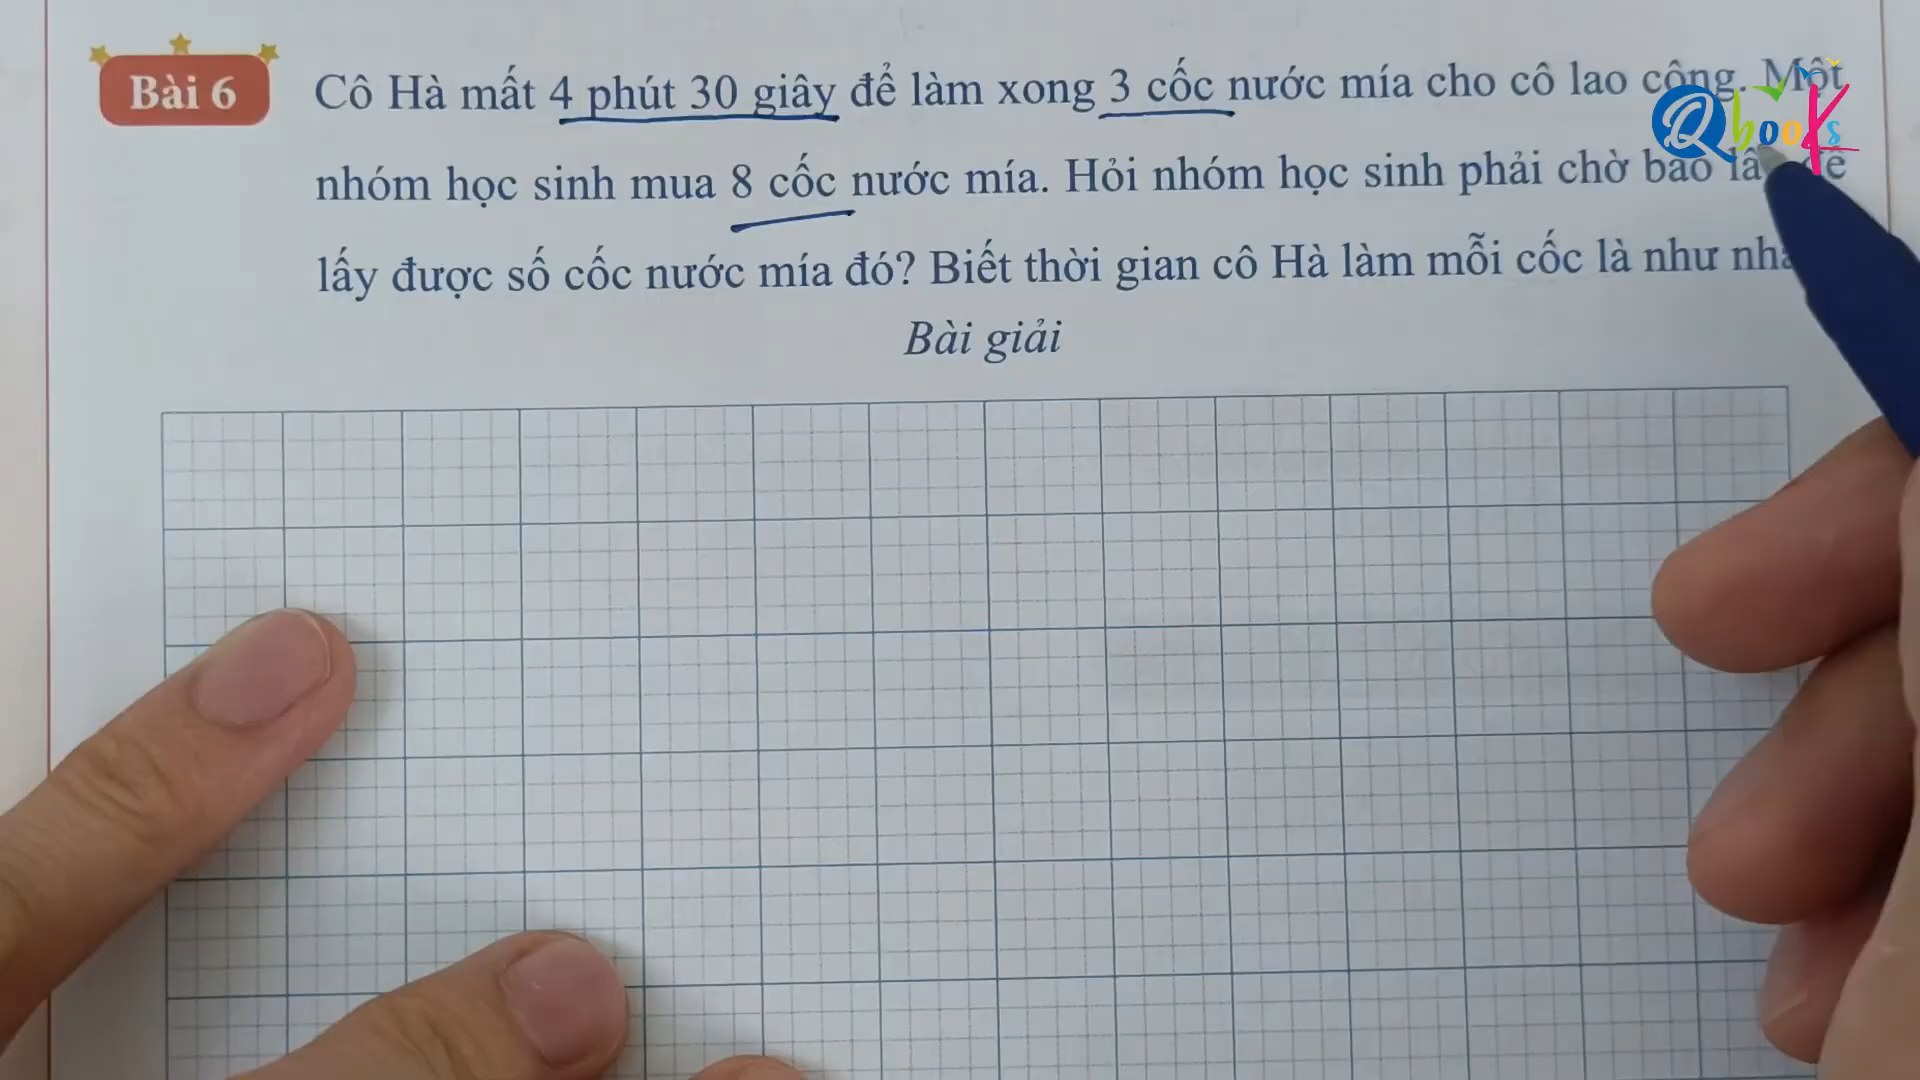 Bài 6
Cô Hà mất 4 phút 30 giây để làm xong 3 cốc nước mía cho cô lao công. Một
nhóm học sinh mua 8 cốc nước mía. Hỏi nhóm học sinh phải chờ bao
lấy được số cốc nước mía đó? Biết thời gian cô Hà làm mỗi cốc là như
Bài giải
Qbooks